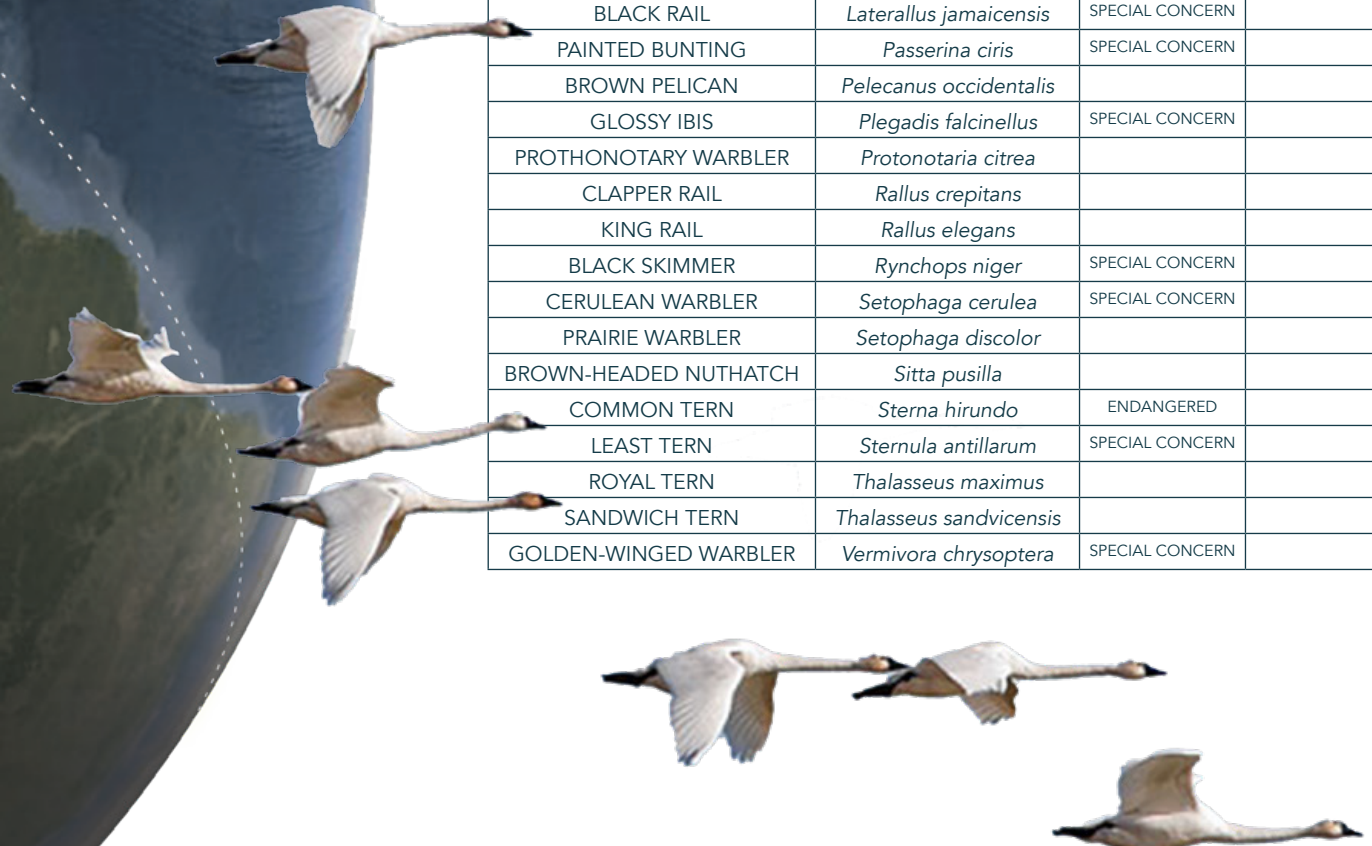 BLACK RAIL Laterallus jamaicensis SPECIAL CONCERN
PAINTED BUNTING Passerina ciris SPECIAL CONCERN
BROWN PELICAN Pelecanus occidentalis
GLOSSY IBIS Plegadis falcinellus SPECIAL CONCERN
PROTHONOTARY WARBLER Protonotaria citrea
CLAPPER RAIL Rallus crepitans
KING RAIL Rallus elegans
BLACK SKIMMER Rynchops niger SPECIAL CONCERN
CERULEAN WARBLER Setophaga cerulea SPECIAL CONCERN
PRAIRIE WARBLER Setophaga discolor
BROWN-HEADED NUTHATCH Sitta pusilla
COMMON TERN Sterna hirundo ENDANGERED
LEAST TERN Sternula antillarum SPECIAL CONCERN
ROYAL TERN Thalasseus maximus
SANDWICH TERN Thalasseus sandvicensis
GOLDEN-WINGED WARBLER Vermivora chrysoptera SPECIAL CONCERN